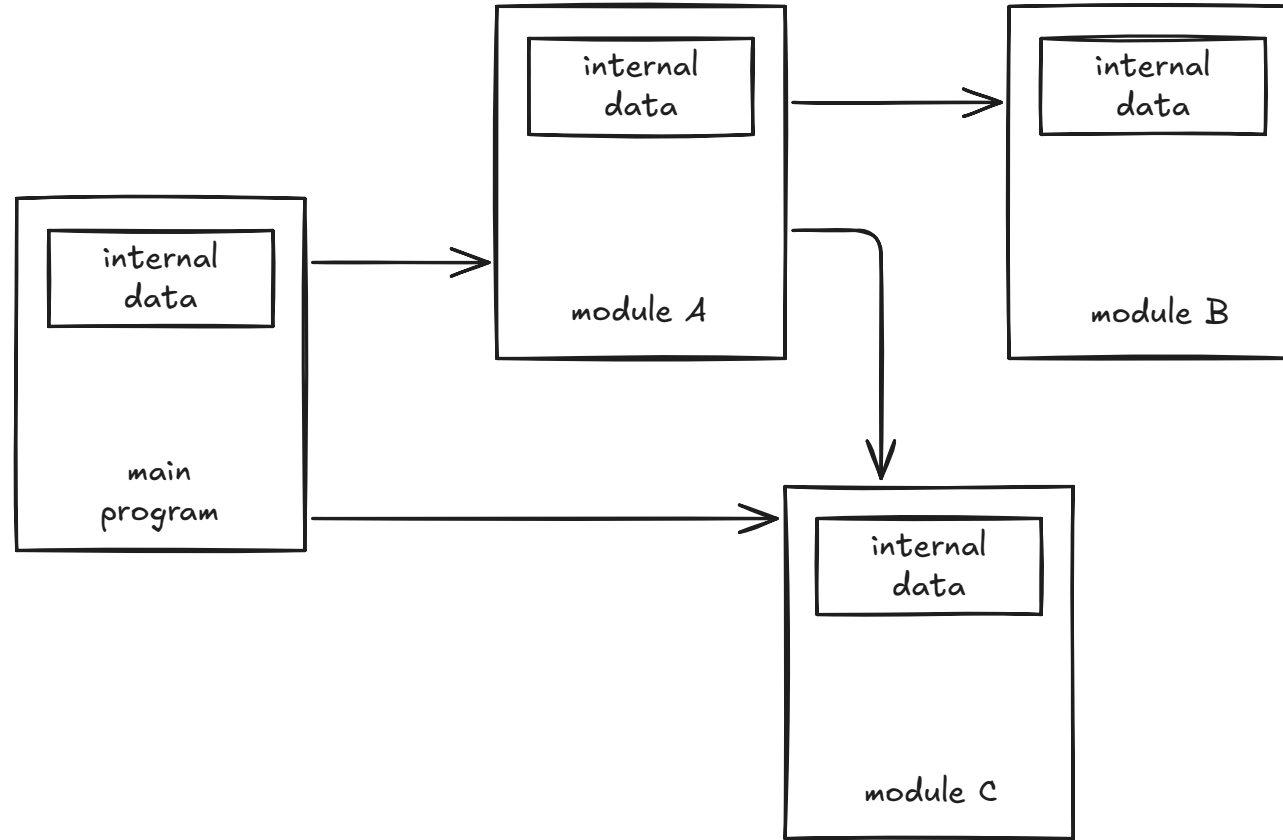 internal
data
module A
internal
data
module B
internal
data
main
program
internal
data
module C